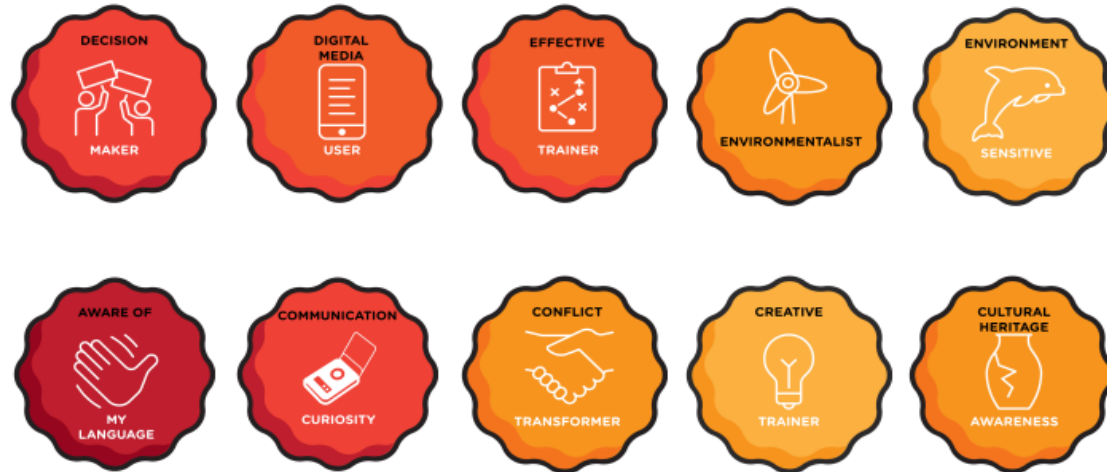 DECISION
MAKER
DIGITAL
MEDIA
USER
EFFECTIVE
TRAINER
ENVIRONMENTALIST
ENVIRONMENT
SENSITIVE
AWARE OF
MY
LANGUAGE
COMMUNICATION
CURIOSITY
CONFLICT
TRANSFORMER
CREATIVE
TRAINER
CULTURAL
HERITAGE
AWARENESS